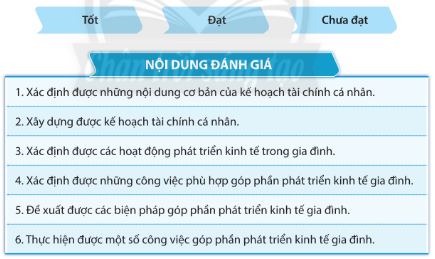 Tốt Đạt Chưa đạt
Chân trời sáng tạo
NỘI DUNG ĐÁNH GIÁ
1. Xác định được những nội dung cơ bản của kế hoạch tài chính cá nhân.
2. Xây dựng được kế hoạch tài chính cá nhân.
3. Xác định được các hoạt động phát triển kinh tế trong gia đình.
4. Xác định được những công việc phù hợp góp phần phát triển kinh tế gia đình.
5. Đề xuất được các biện pháp góp phần phát triển kinh tế gia đình.
6. Thực hiện được một số công việc góp phần phát triển kinh tế gia đình.